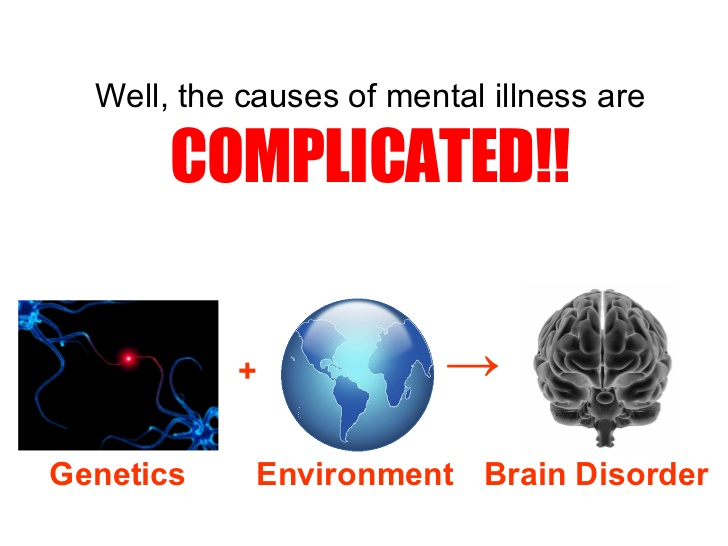 Well, the causes of mental illness are
COMPLICATED!!
+ →
Genetics Environment Brain Disorder